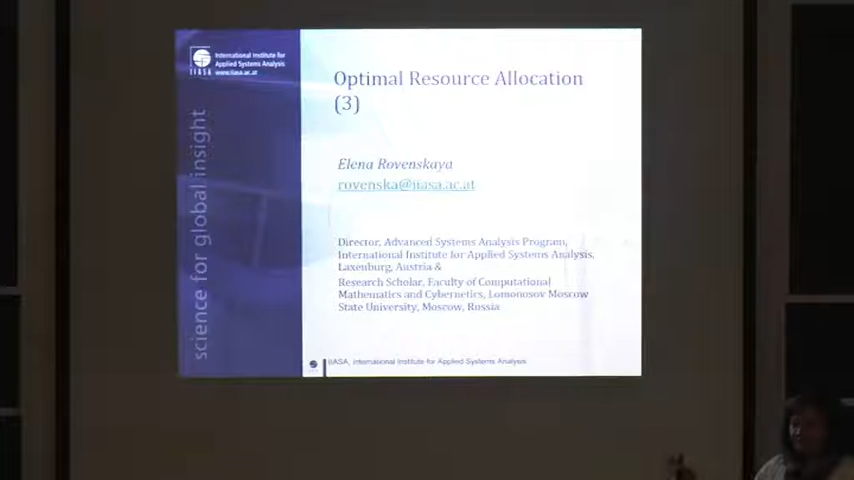 International Institute for
Applied Systems Analysis
www.iiasa.ac.at
IIASA
science for global insight
Optimal Resource Allocation
(3)
Elena Rovenskaya
rovenska@iiasa.ac.at
Director, Advanced Systems Analysis Program,
International Institute for Applied Systems Analysis,
Laxenburg, Austria &
Research Scholar, Faculty of Computational
Mathematics and Cybernetics, Lomonosov Moscow
State University, Moscow, Russia
IIASA, International Institute for Applied Systems Analysis